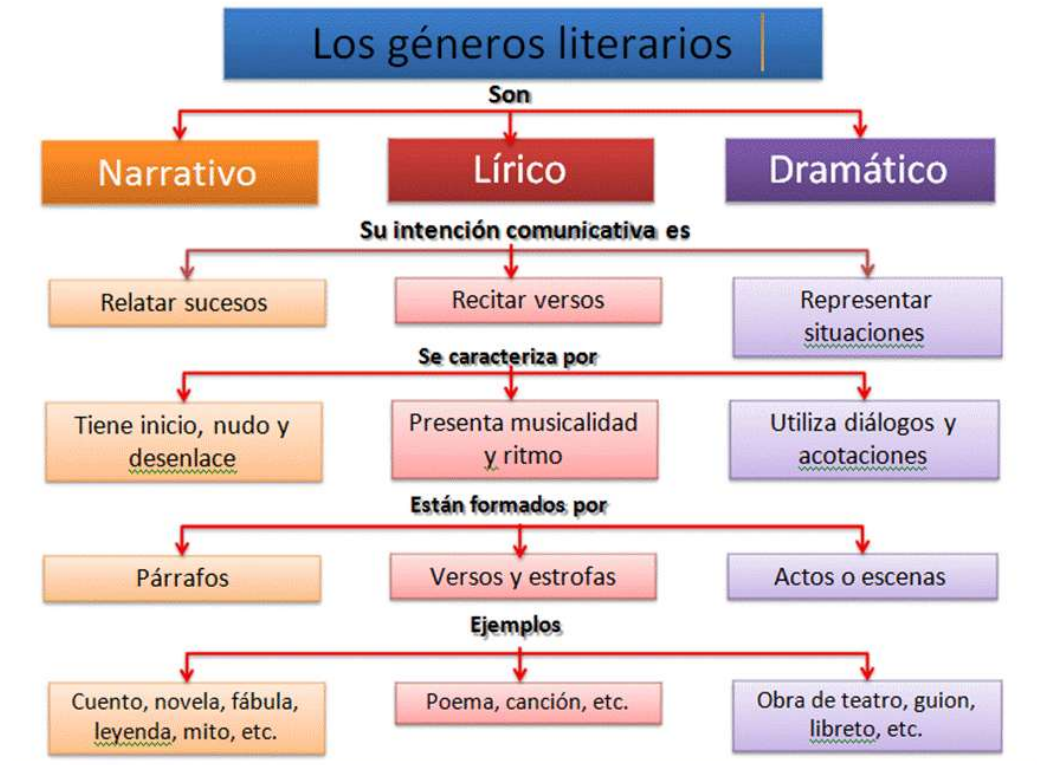 Los géneros literarios
Son
Narrativo
Lírico
Dramático
Su intención comunicativa es
Relatar sucesos
Recitar versos
Representar
situaciones
Se caracteriza por
Tiene inicio, nudo y
desenlace
Presenta musicalidad
y ritmo
Utiliza diálogos y
acotaciones
Están formados por
Párrafos
Versos y estrofas
Actos o escenas
Ejemplos
Cuento, novela, fábula,
leyenda, mito, etc.
Poema, canción, etc.
Obra de teatro, guion,
libreto, etc.